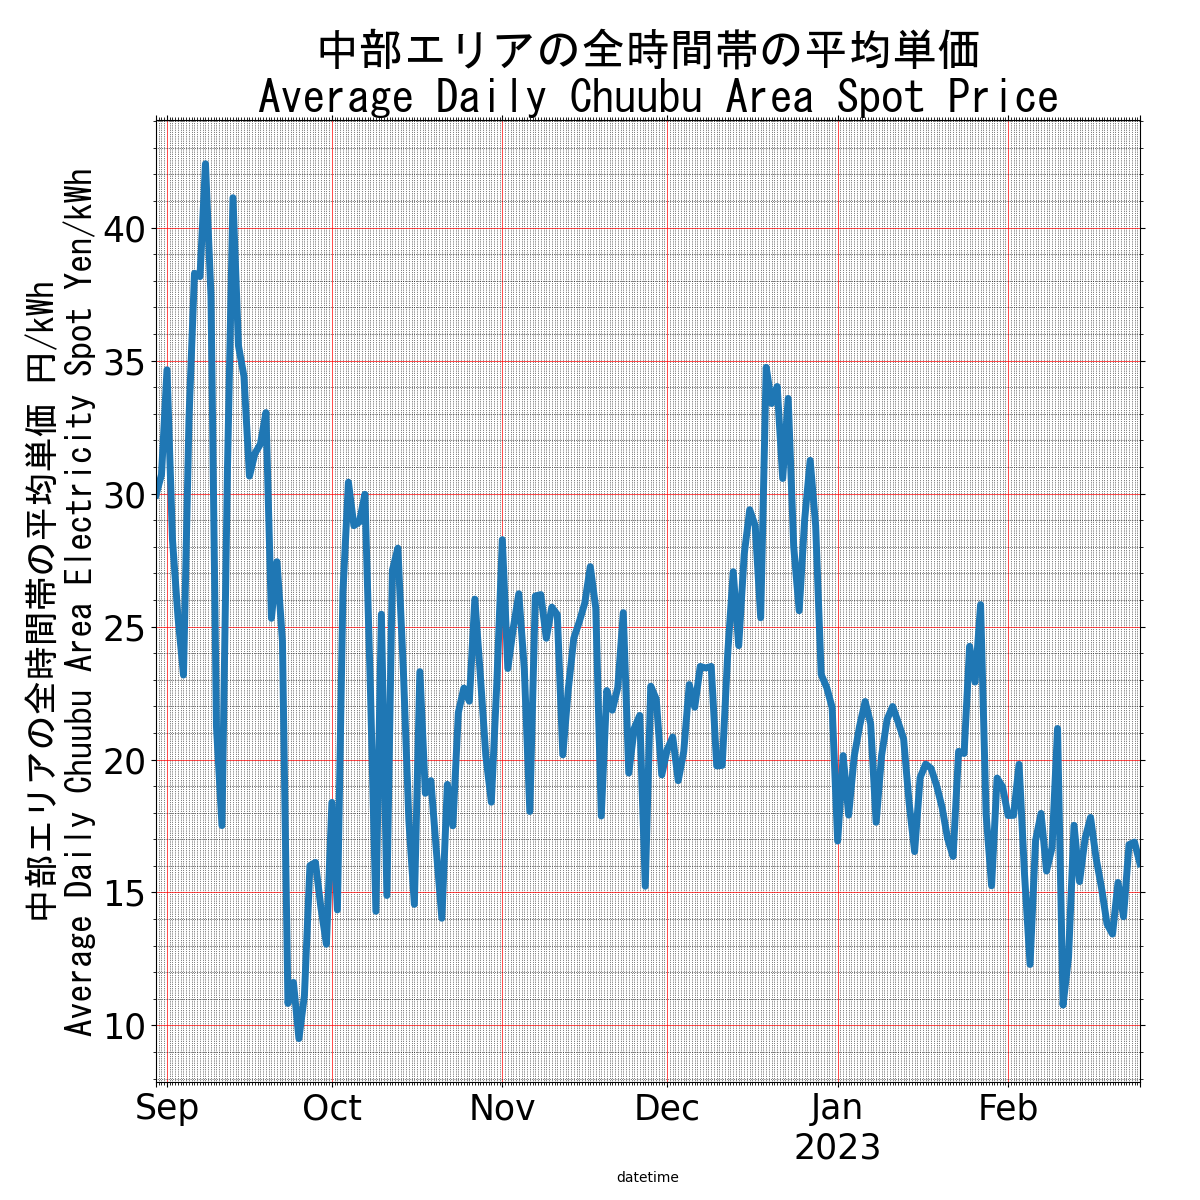 中部エリアの全時間帯の平均単価
Average Daily Chuubu Area Spot Price
中部エリアの全時間帯の平均単価 円/kWh
Average Daily Chuubu Area Electricity Spot Yen/kWh
40
35
30
25
20
15
10
Sep Oct Nov Dec Jan Feb
2023
datetime